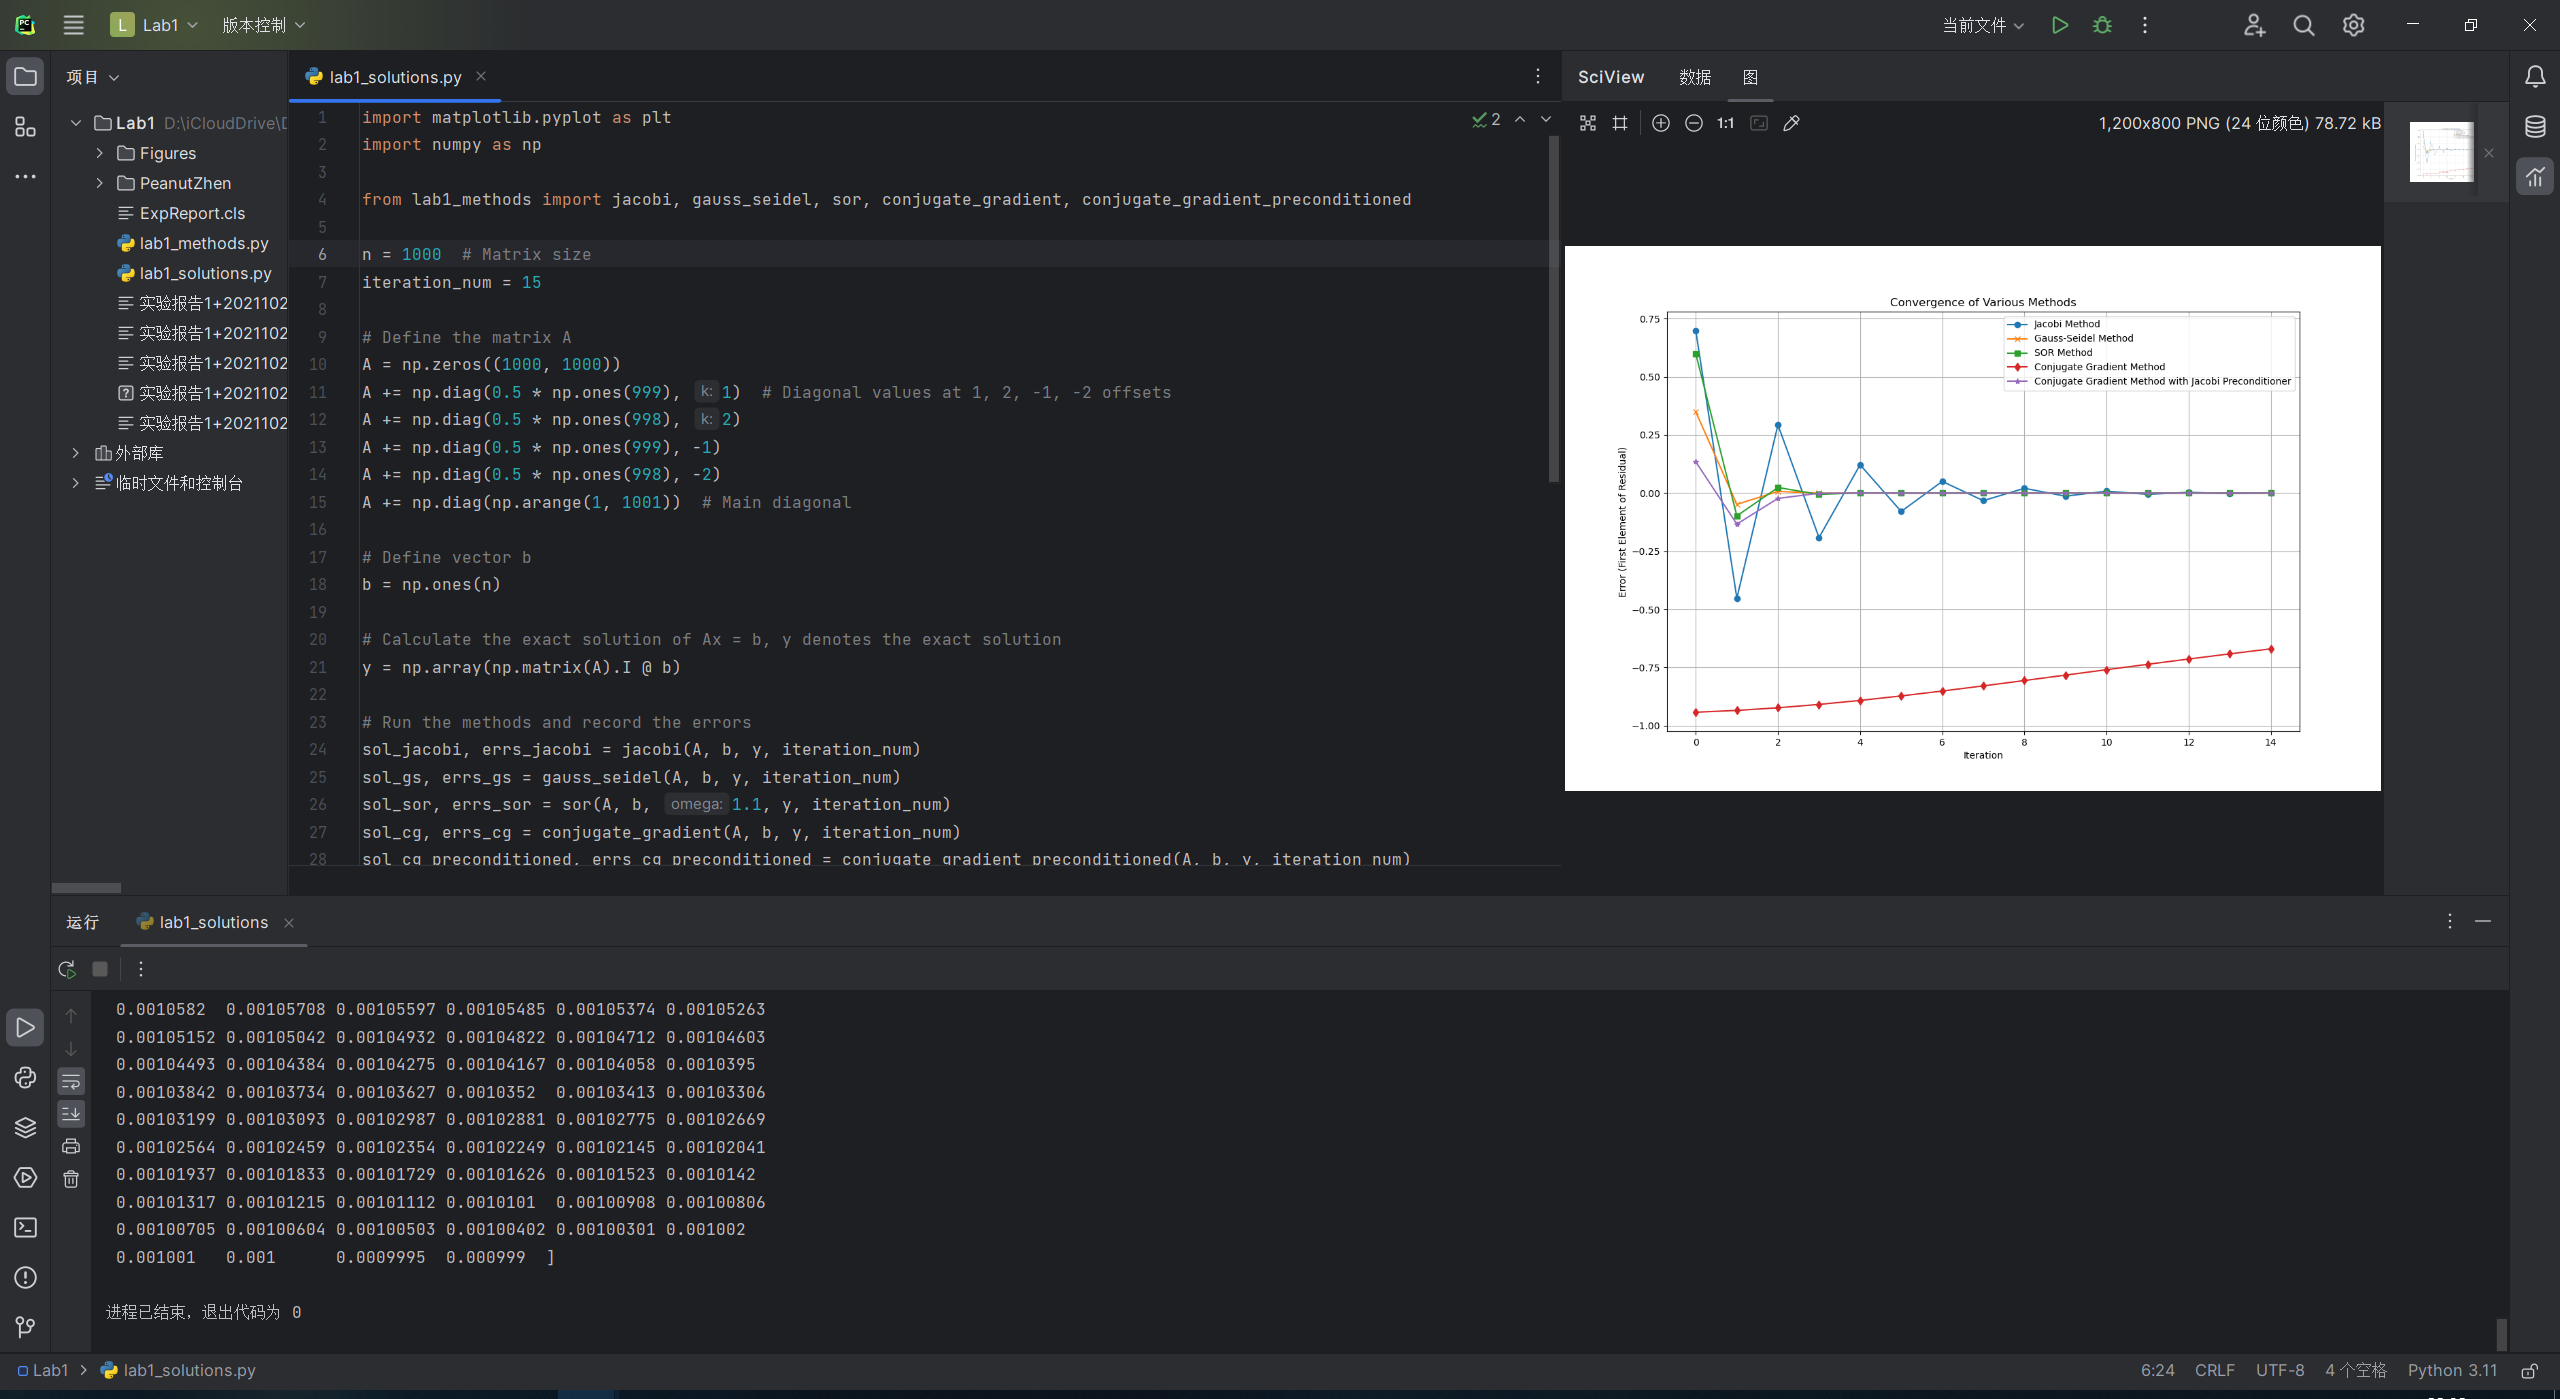 L Lab1 版本控制 当前文件
项目
Lab1 D:\iCloudDrive\
Figures
PeanutZhen
ExpReport.cls
lab1_methods.py
lab1_solutions.py
实验报告1+2021102
实验报告1+2021102
实验报告1+2021102
实验报告1+2021102
实验报告1+2021102
外部库
临时文件和控制台
lab1_solutions.py
2
1 import matplotlib.pyplot as plt
2 import numpy as np
3
4 from lab1_methods import jacobi, gauss_seidel, sor, conjugate_gradient, conjugate_gradient_preconditioned
5
6 n = 1000  # Matrix size
7 iteration_num = 15
8
9 # Define the matrix A
10 A = np.zeros((1000, 1000))
11 A += np.diag(0.5 * np.ones(999), k: 1)  # Diagonal values at 1, 2, -1, -2 offsets
12 A += np.diag(0.5 * np.ones(998), k: 2)
13 A += np.diag(0.5 * np.ones(999), -1)
14 A += np.diag(0.5 * np.ones(998), -2)
15 A += np.diag(np.arange(1, 1001))  # Main diagonal
16
17 # Define vector b
18 b = np.ones(n)
19
20 # Calculate the exact solution of Ax = b, y denotes the exact solution
21 y = np.array(np.matrix(A).I @ b)
22
23 # Run the methods and record the errors
24 sol_jacobi, errs_jacobi = jacobi(A, b, y, iteration_num)
25 sol_gs, errs_gs = gauss_seidel(A, b, y, iteration_num)
26 sol_sor, errs_sor = sor(A, b, omega: 1.1, y, iteration_num)
27 sol_cg, errs_cg = conjugate_gradient(A, b, y, iteration_num)
28 sol_cg_preconditioned, errs_cg_preconditioned = conjugate_gradient_preconditioned(A, b, y, iteration_num)
SciView 数据 图
1:1 1,200x800 PNG (24 位颜色) 78.72 kB
Convergence of Various Methods
Jacobi Method
Gauss-Seidel Method
SOR Method
Conjugate Gradient Method
Conjugate Gradient Method with Jacobi Preconditioner
0.75
0.50
0.25
0.00
−0.25
−0.50
−0.75
−1.00
Error (First Element of Residual)
0 2 4 6 8 10 12 14
Iteration
运行 lab1_solutions
0.0010582  0.00105708 0.00105597 0.00105485 0.00105374 0.00105263
0.00105152 0.00105042 0.00104932 0.00104822 0.00104712 0.00104603
0.00104493 0.00104384 0.00104275 0.00104167 0.00104058 0.0010395
0.00103842 0.00103734 0.00103627 0.0010352  0.00103413 0.00103306
0.00103199 0.00103093 0.00102987 0.00102881 0.00102775 0.00102669
0.00102564 0.00102459 0.00102354 0.00102249 0.00102145 0.00102041
0.00101937 0.00101833 0.00101729 0.00101626 0.00101523 0.0010142
0.00101317 0.00101215 0.00101112 0.0010101  0.00100908 0.00100806
0.00100705 0.00100604 0.00100503 0.00100402 0.00100301 0.001002
0.001001   0.001      0.0009995  0.000999  ]
进程已结束，退出代码为 0
Lab1 lab1_solutions.py
6:24 CRLF UTF-8 4 个空格 Python 3.11